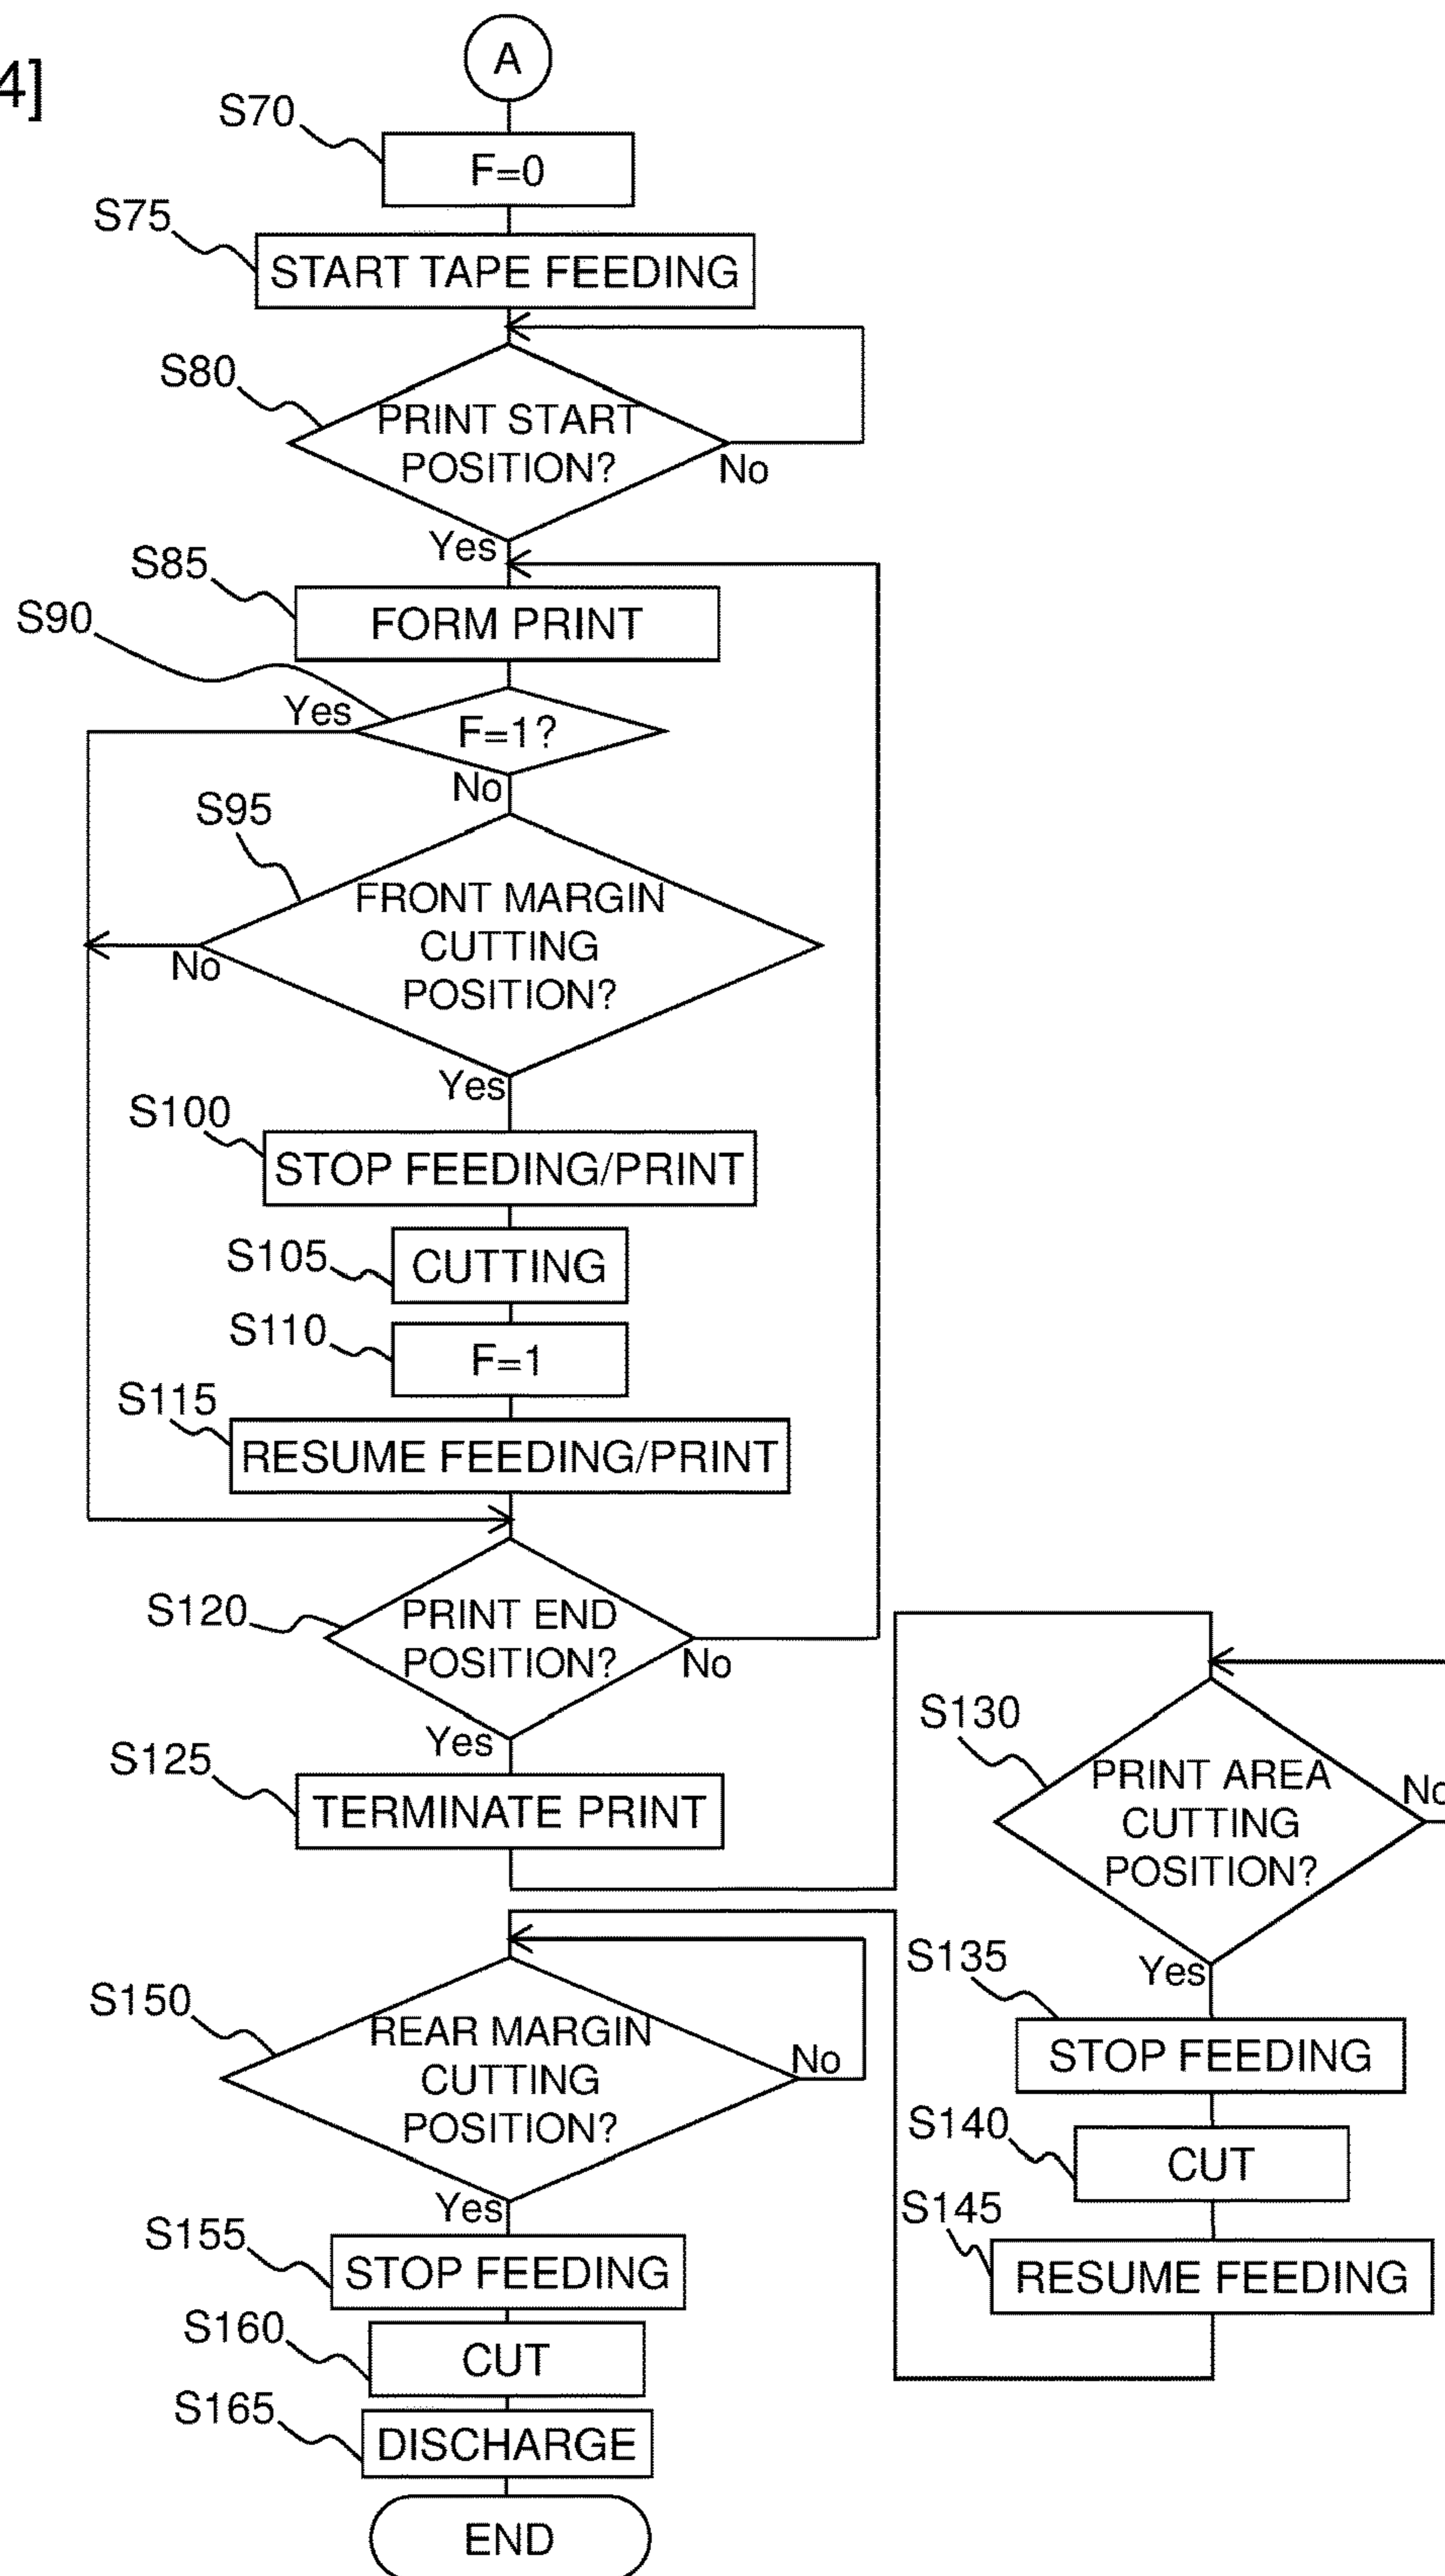 4]
A
S70
F=0
S75
START TAPE FEEDING
S80
PRINT START
POSITION?
No
Yes
S85
FORM PRINT
S90
Yes
F=1?
No
S95
FRONT MARGIN
CUTTING
POSITION?
No
Yes
S100
STOP FEEDING/PRINT
S105
CUTTING
S110
F=1
S115
RESUME FEEDING/PRINT
S120
PRINT END
POSITION?
No
Yes
S125
TERMINATE PRINT
S130
PRINT AREA
CUTTING
POSITION?
No
Yes
S135
STOP FEEDING
S140
CUT
S145
RESUME FEEDING
S150
REAR MARGIN
CUTTING
POSITION?
No
Yes
S155
STOP FEEDING
S160
CUT
S165
DISCHARGE
END